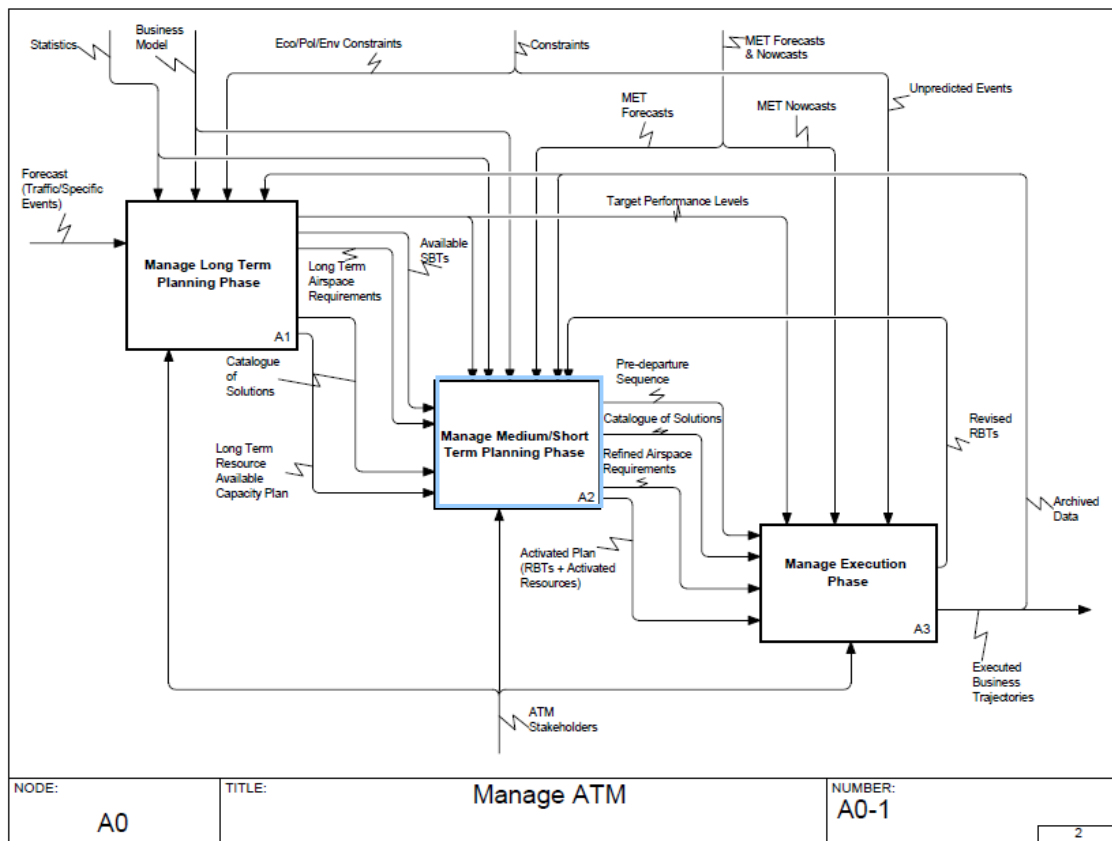 Statistics
Business
Model
Eco/Pol/Env Constraints
Constraints
MET Forecasts
& Nowcasts
Unpredicted Events
MET
Forecasts
MET Nowcasts
Forecast
(Traffic/Specific
Events)
Target Performance Levels
Manage Long Term
Planning Phase
A1
Available
SBTs
Long Term
Airspace
Requirements
Catalogue
of
Solutions
Long Term
Resource
Available
Capacity Plan
Manage Medium/Short
Term Planning Phase
A2
Pre-departure
Sequence
Catalogue of Solutions
Refined Airspace
Requirements
Activated Plan
(RBTs + Activated
Resources)
Revised
RBTs
Archived
Data
Manage Execution
Phase
A3
Executed
Business
Trajectories
ATM
Stakeholders
NODE:
A0
TITLE:
Manage ATM
NUMBER:
A0-1
2